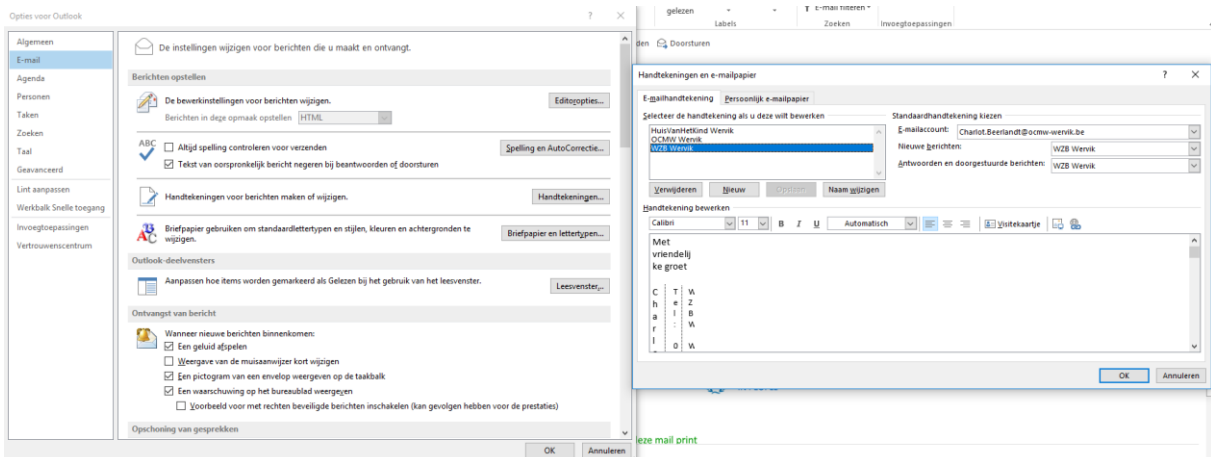 Opties voor Outlook
?
Algemeen
E-mail
Agenda
Personen
Taken
Zoeken
Taal
Geavanceerd
Lint aanpassen
Werkbalk Snelle toegang
Invoegtoepassingen
Vertrouwenscentrum
De instellingen wijzigen voor berichten die u maakt en ontvangt.
Berichten opstellen
De bewerkinstellingen voor berichten wijzigen.
Editoropties...
Berichten in deze opmaak opstellen HTML
ABC
Altijd spelling controleren voor verzenden
Spelling en AutoCorrectie...
Tekst van oorspronkelijk bericht negeren bij beantwoorden of doorsturen
Handtekeningen voor berichten maken of wijzigen.
Handtekeningen...
Briefpapier gebruiken om standaardlettertypen en stijlen, kleuren en achtergronden te
wijzigen.
Briefpapier en lettertypen...
Outlook-deelvensters
Aanpassen hoe items worden gemarkeerd als Gelezen bij het gebruik van het leesvenster.
Leesvenster...
Ontvangst van bericht
Wanneer nieuwe berichten binnenkomen:
Een geluid afspelen
Weergave van de muisaanwijzer kort wijzigen
Een pictogram van een envelop weergeven op de taakbalk
Een waarschuwing op het bureaublad weergeven
Voorbeeld voor met rechten beveiligde berichten inschakelen (kan gevolgen hebben voor de prestaties)
Opschoning van gesprekken
OK Annuleren
gelezen
E-mail filteren
Labels
Zoeken
Invoegtoepassingen
den Doorsturen
Handtekeningen en e-mailpapier
?
E-mailhandtekening Persoonlijk e-mailpapier
Selecteer de handtekening als u deze wilt bewerken
HuisVanHetKind Wervik
OCMW Wervik
WZB Wervik
Verwijderen Nieuw Opslaan Naam wijzigen
Standaardhandtekening kiezen
E-mailaccount: Charlot.Beerlandt@ocmw-wervik.be
Nieuwe berichten: WZB Wervik
Antwoorden en doorgestuurde berichten: WZB Wervik
Handtekening bewerken
Calibri 11 B I U Automatisch Visitekaartje
Met
vriendelij
ke groet
C T W
h e Z
a l B
r : W
l 0
OK Annuleren
eze mail print